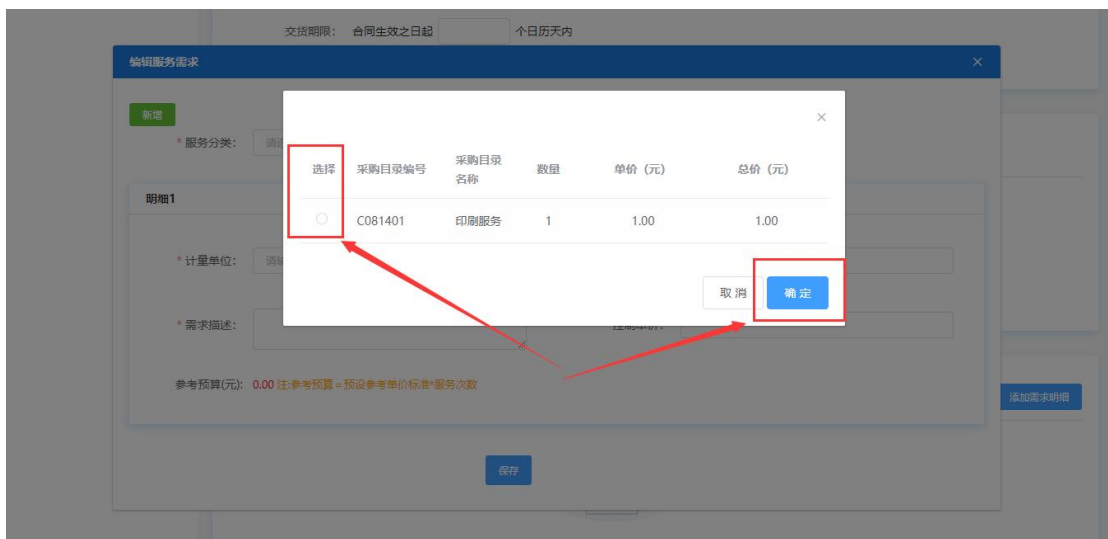 交货期限： 合同生效之日起 个日历天内
编辑服务需求
新增
* 服务分类：
选择 采购目录编号 采购目录名称 数量 单价（元） 总价（元）
C081401 印刷服务 1 1.00 1.00
明细1
* 计量单位：
取 消 确 定
* 需求描述：
参考预算(元): 0.00 注:参考预算=预设参考单价标准*服务次数
添加需求明细
保存